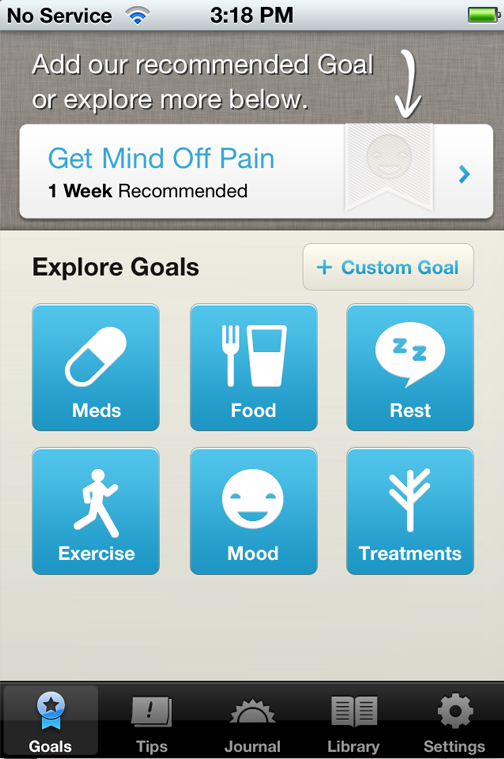 No Service 3:18 PM
Add our recommended Goal
or explore more below.
Get Mind Off Pain
1 Week Recommended
Explore Goals + Custom Goal
Meds Food Rest
zz
Exercise Mood Treatments
Goals Tips Journal Library Settings